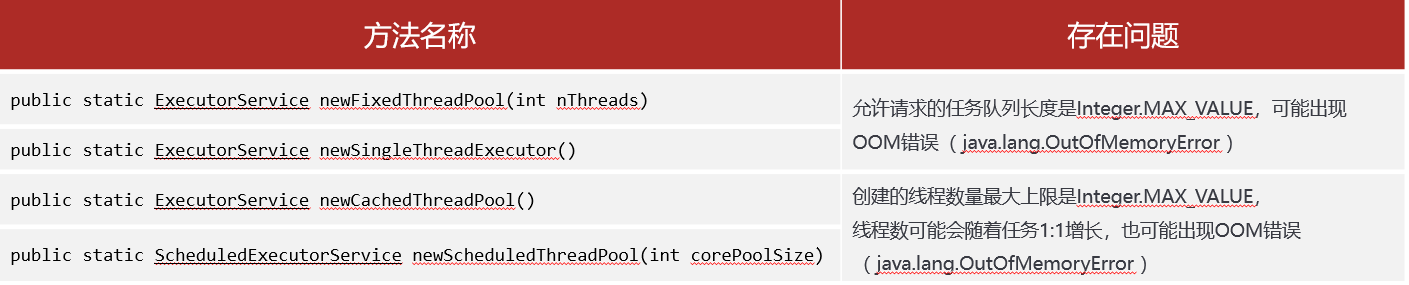 方法名称
存在问题
public static ExecutorService newFixedThreadPool(int nThreads)
public static ExecutorService newSingleThreadExecutor()
允许请求的任务队列长度是Integer.MAX_VALUE，可能出现
OOM错误（java.lang.OutOfMemoryError）
public static ExecutorService newCachedThreadPool()
public static ScheduledExecutorService newScheduledThreadPool(int corePoolSize)
创建的线程数量最大上限是Integer.MAX_VALUE，
线程数可能会随着任务1:1增长，也可能出现OOM错误
（java.lang.OutOfMemoryError）